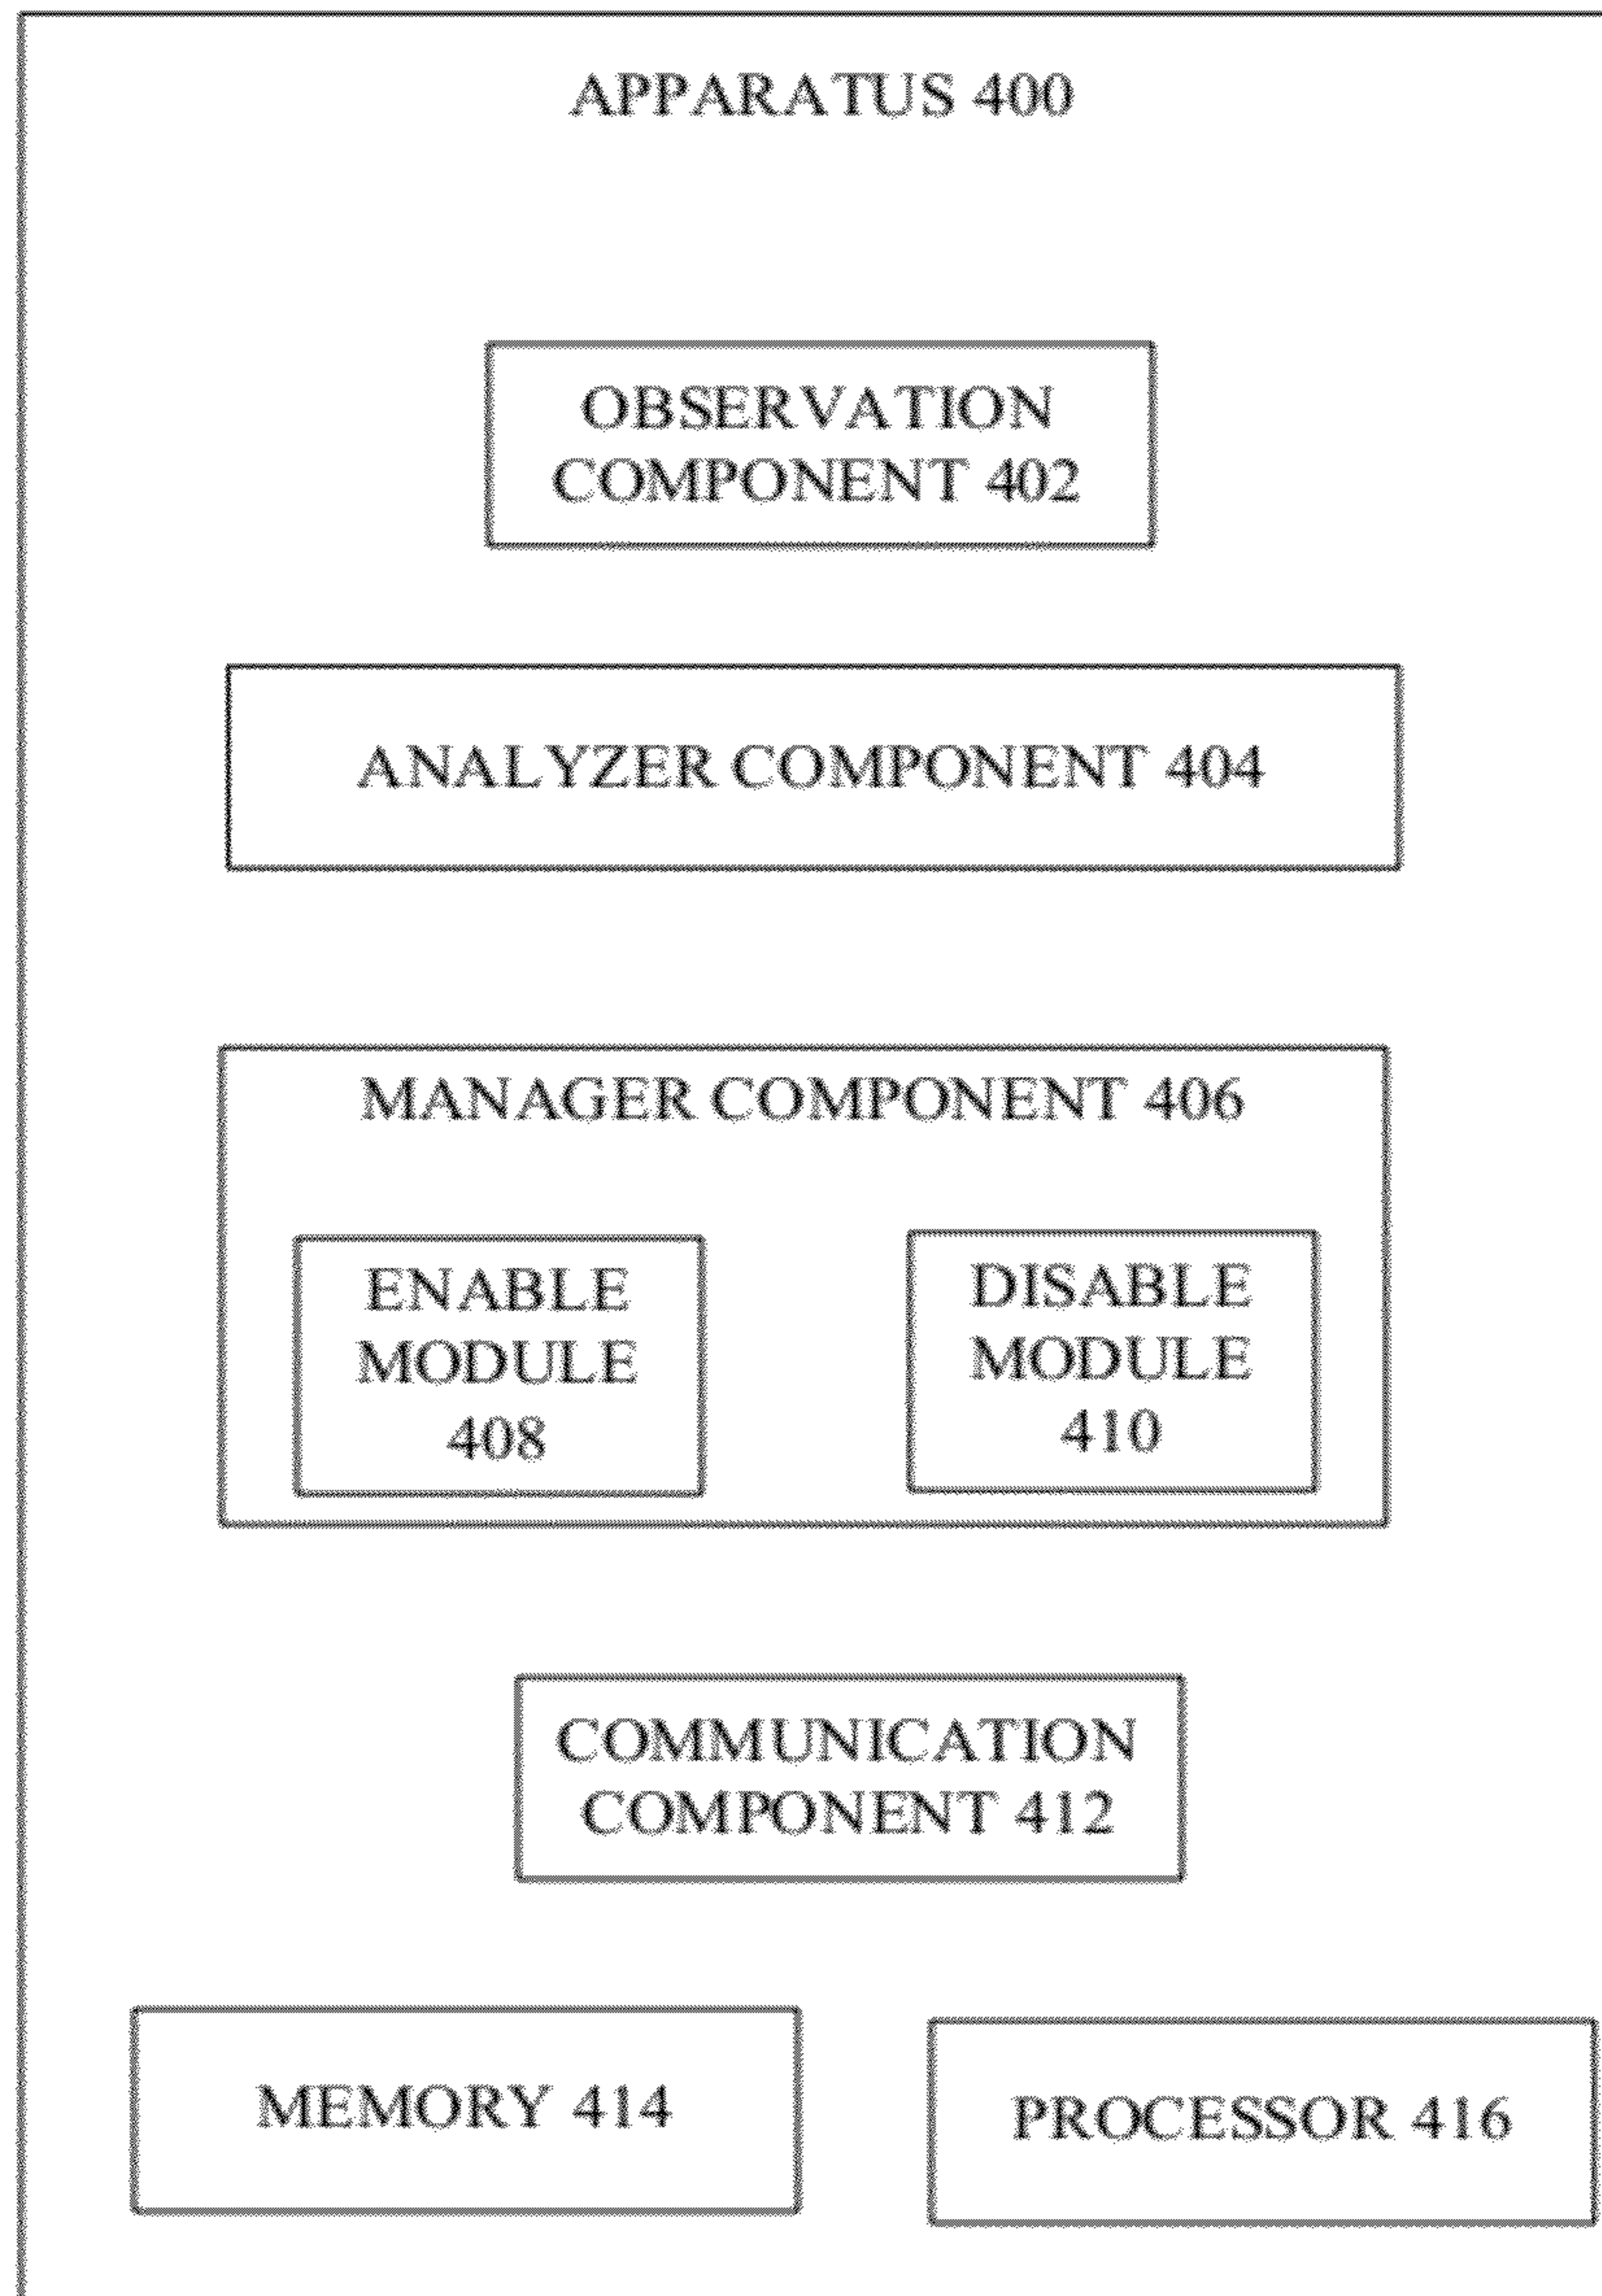 APPARATUS 400
OBSERVATION
COMPONENT 402
ANALYZER COMPONENT 404
MANAGER COMPONENT 406
ENABLE
MODULE
408
DISABLE
MODULE
410
COMMUNICATION
COMPONENT 412
MEMORY 414
PROCESSOR 416